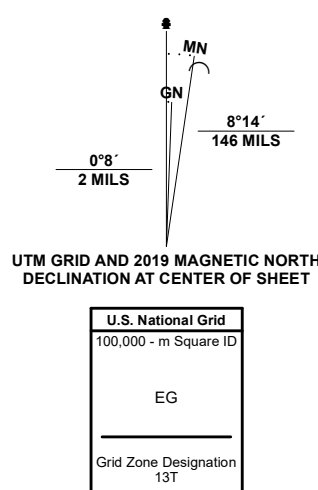 MN
GN
8°14´
146 MILS
0°8´
2 MILS
UTM GRID AND 2019 MAGNETIC NORTH
DECLINATION AT CENTER OF SHEET
U.S. National Grid
100,000 - m Square ID
EG
Grid Zone Designation
13T